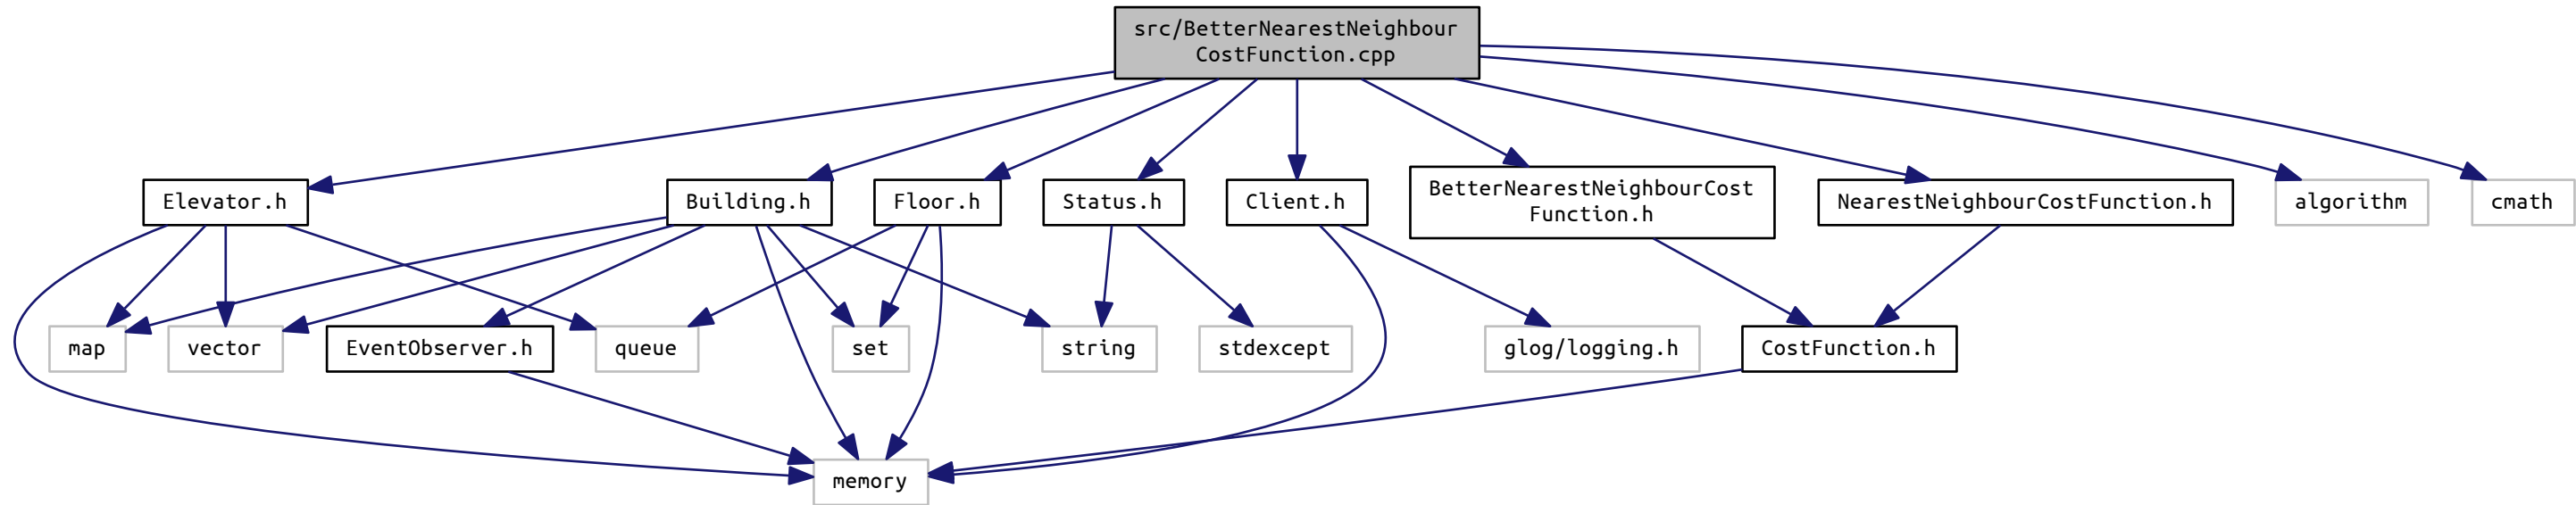 src/BetterNearestNeighbour
CostFunction.cpp
Elevator.h
Building.h
Floor.h
Status.h
Client.h
BetterNearestNeighbourCost
Function.h
NearestNeighbourCostFunction.h
algorithm
cmath
map
vector
EventObserver.h
queue
set
string
stdexcept
glog/logging.h
CostFunction.h
memory